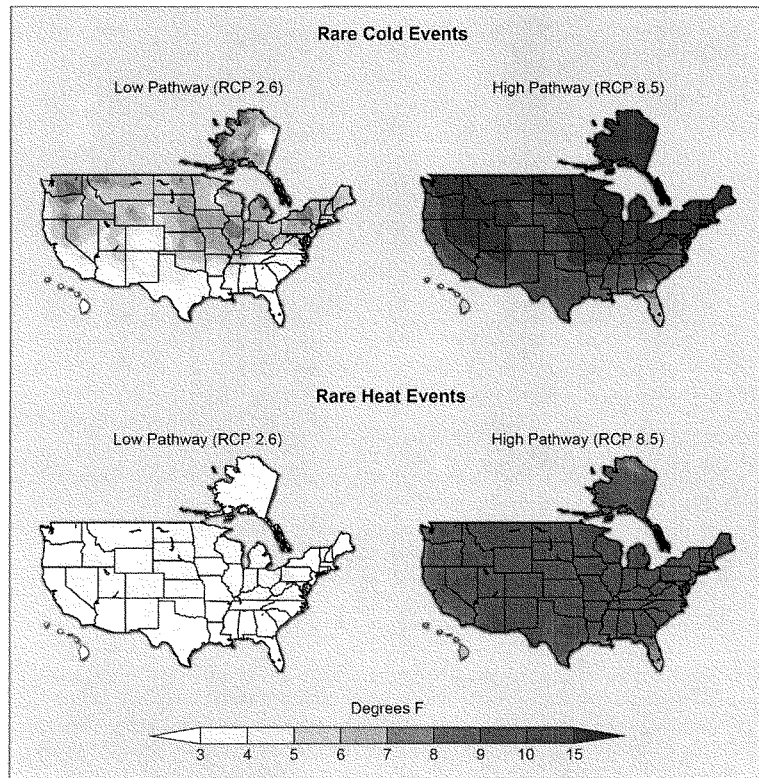 Rare Cold Events
Low Pathway (RCP 2.6)
High Pathway (RCP 8.5)
Rare Heat Events
Low Pathway (RCP 2.6)
High Pathway (RCP 8.5)
Degrees F
3 4 5 6 7 8 9 10 15